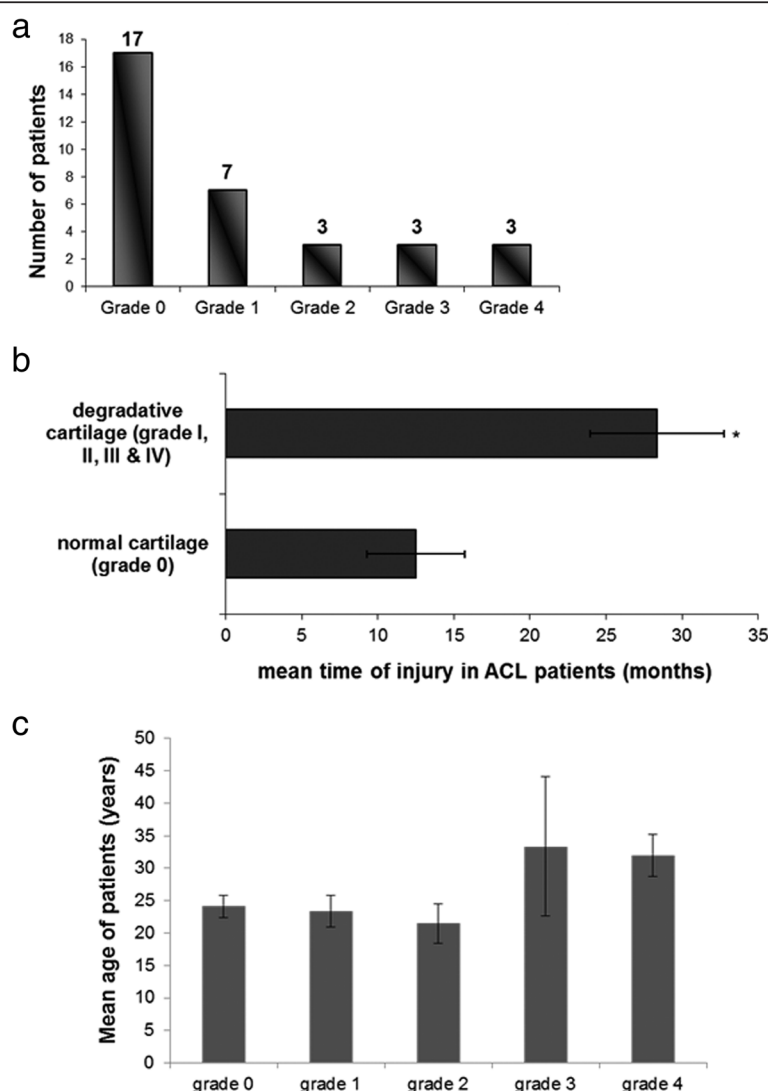 a
Number of patients
18
16
14
12
10
8
6
4
2
0
17
7
3
3
3
Grade 0 Grade 1 Grade 2 Grade 3 Grade 4
b
degradative
cartilage (grade I,
II, III & IV)
*
normal cartilage
(grade 0)
0 5 10 15 20 25 30 35
mean time of injury in ACL patients (months)
c
Mean age of patients (years)
50
45
40
35
30
25
20
15
10
5
0
grade 0 grade 1 grade 2 grade 3 grade 4